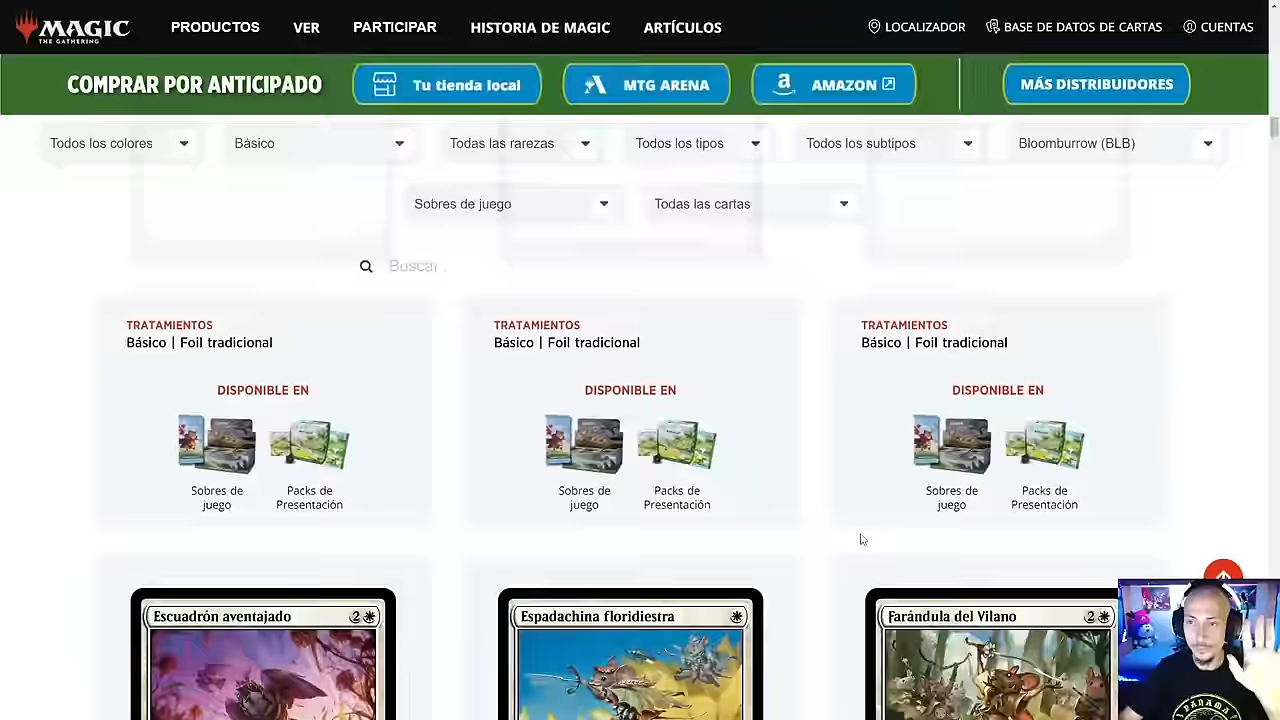 MAGIC
THE GATHERING
PRODUCTOS
VER
PARTICIPAR
HISTORIA DE MAGIC
ARTÍCULOS
LOCALIZADOR
BASE DE DATOS DE CARTAS
CUENTAS
COMPRAR POR ANTICIPADO
Tu tienda local
MTG ARENA
AMAZON
MÁS DISTRIBUIDORES
Todos los colores
Básico
Todas las rarezas
Todos los tipos
Todos los subtipos
Bloomburrow (BLB)
Sobres de juego
Todas las cartas
Buscar
TRATAMIENTOS
Básico | Foil tradicional
DISPONIBLE EN
Sobres de
juego
Packs de
Presentación
TRATAMIENTOS
Básico | Foil tradicional
DISPONIBLE EN
Sobres de
juego
Packs de
Presentación
TRATAMIENTOS
Básico | Foil tradicional
DISPONIBLE EN
Sobres de
juego
Packs de
Presentación
Escuadrón aventajado 2
Espadachina floridiestra
Farándula del Vilano 2
PANAMA